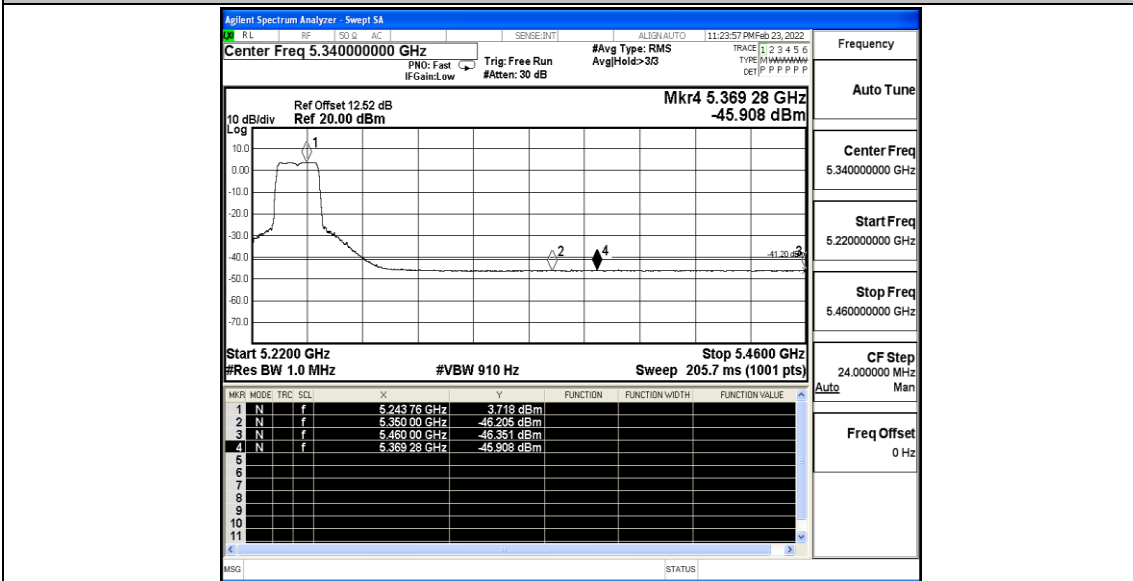 Agilent Spectrum Analyzer - Swept SA
RL RF 50 Ω AC SENSE:INT ALIGN AUTO 11:23:57 PM Feb 23, 2022
Center Freq 5.340000000 GHz
PNO: Fast
IFGain:Low
Trig: Free Run
#Atten: 30 dB
#Avg Type: RMS
Avg|Hold:>3/3
TRACE 1 2 3 4 5 6
TYPE M
DET P P P P P P
Frequency
Ref Offset 12.52 dB
10 dB/div Ref 20.00 dBm
Log
Mkr4 5.369 28 GHz
-45.908 dBm
10.0
0.00
-10.0
-20.0
-30.0
-40.0
-50.0
-60.0
-70.0
1
2
4
3
-41.20
Start 5.2200 GHz Stop 5.4600 GHz
#Res BW 1.0 MHz #VBW 910 Hz Sweep 205.7 ms (1001 pts)
MKR MODE TRC SCL X Y FUNCTION FUNCTION WIDTH FUNCTION VALUE
1 N f 5.243 76 GHz 3.718 dBm
2 N f 5.350 00 GHz -46.205 dBm
3 N f 5.460 00 GHz -46.351 dBm
4 N f 5.369 28 GHz -45.908 dBm
5
6
7
8
9
10
11
MSG STATUS
Auto Tune
Center Freq
5.340000000 GHz
Start Freq
5.220000000 GHz
Stop Freq
5.460000000 GHz
CF Step
24.000000 MHz
Auto Man
Freq Offset
0 Hz